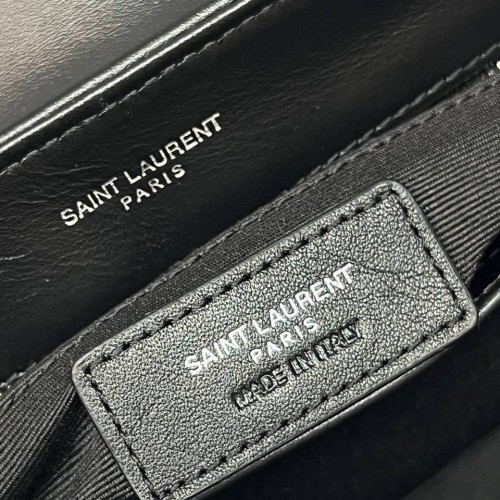 SAINT LAURENT
PARIS
SAINT LAURENT
PARIS
MADE IN ITALY